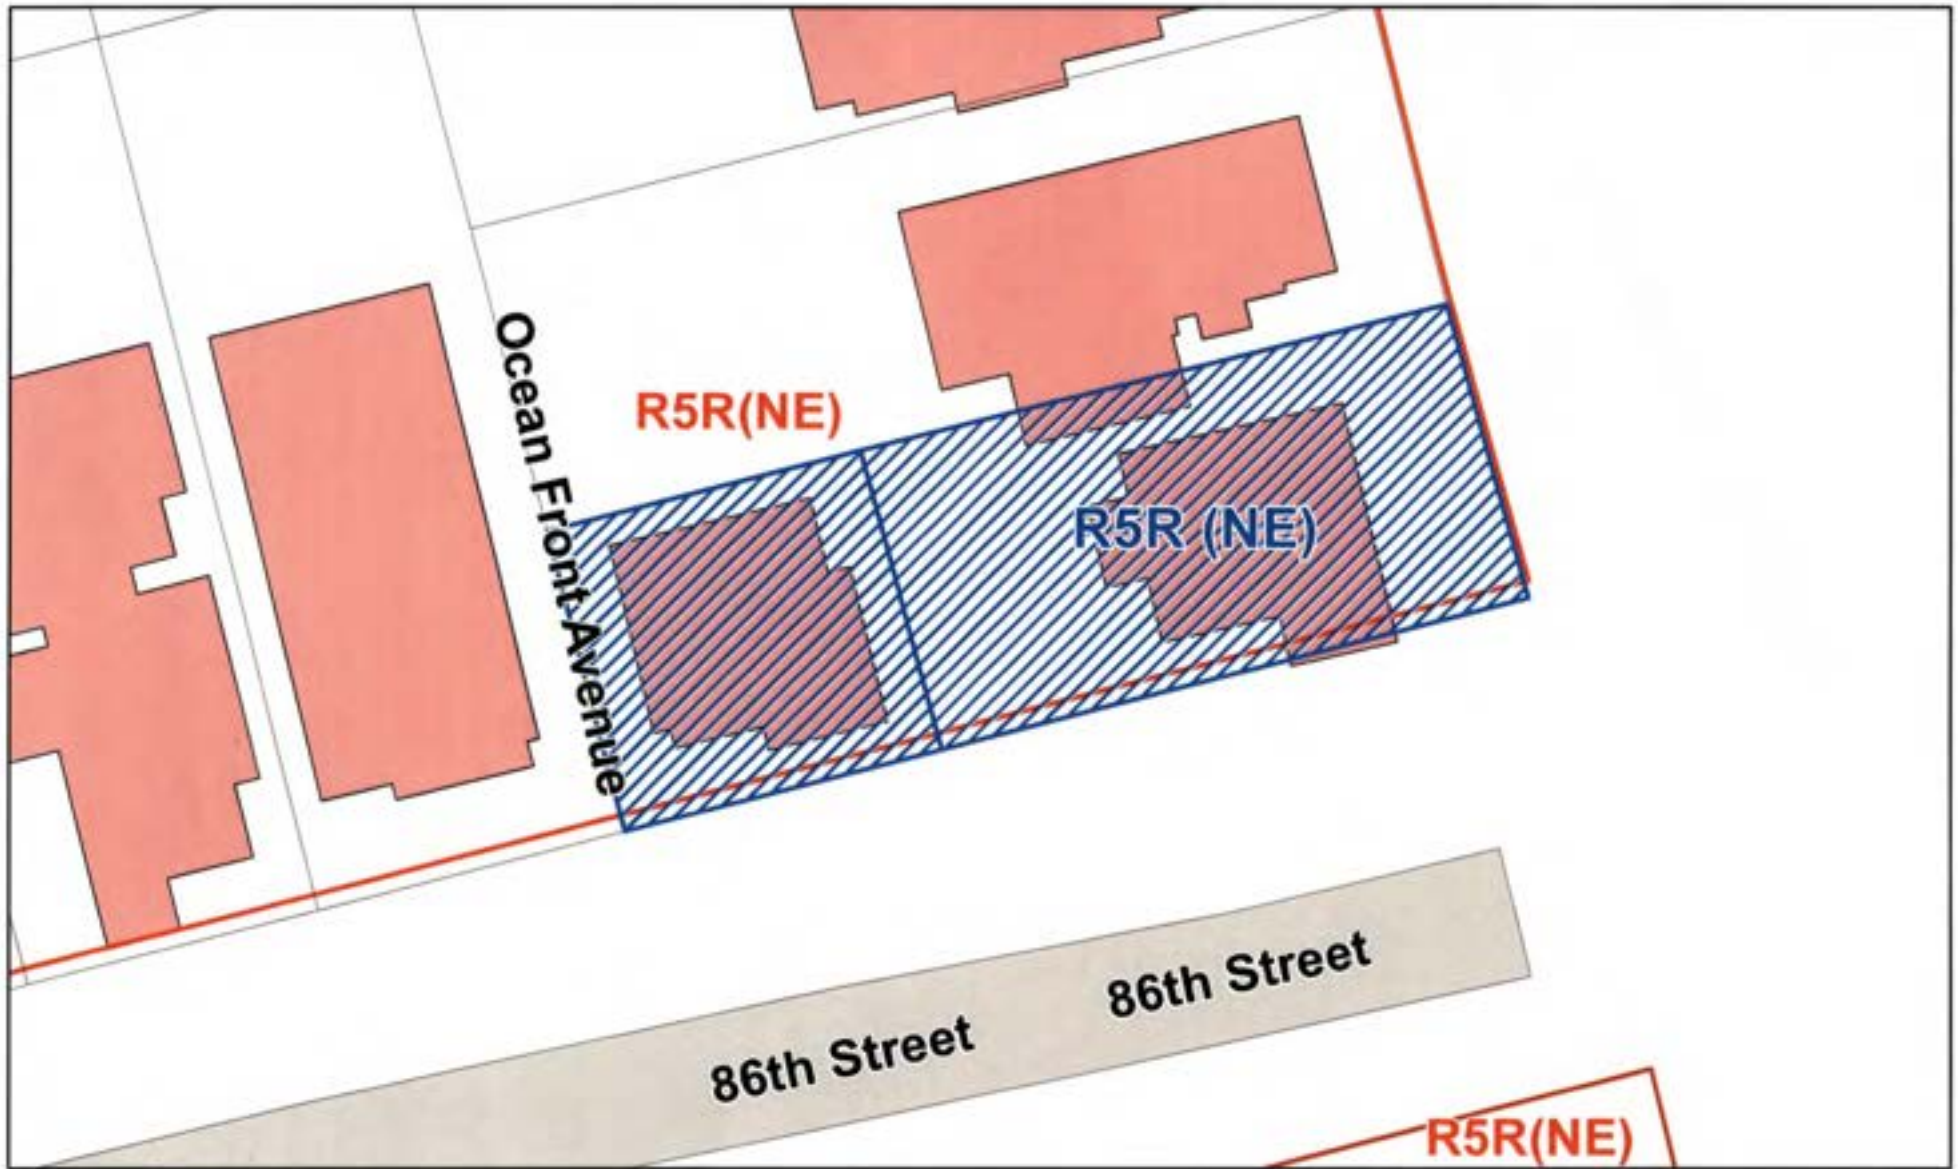 Ocean Front Avenue
R5R(NE)
R5R (NE)
86th Street
86th Street
R5R(NE)